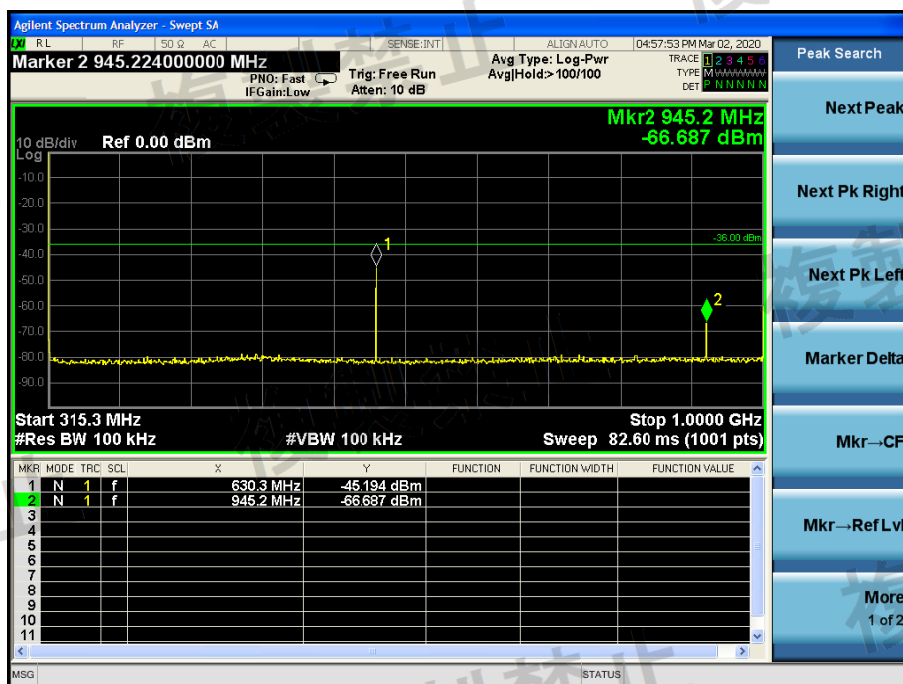 Agilent Spectrum Analyzer - Swept SA
LXI RL RF 50 Ω AC SENSE:INT ALIGN AUTO 04:57:53 PM Mar 02, 2020
Marker 2 945.224000000 MHz
PNO: Fast
IFGain:Low
Trig: Free Run
Atten: 10 dB
Avg Type: Log-Pwr
Avg|Hold:>100/100
TRACE 1 2 3 4 5 6
TYPE M
DET P N N N N N
Mkr2 945.2 MHz
-66.687 dBm
10 dB/div Ref 0.00 dBm
Log
-10.0
-20.0
-30.0
-36.00 dBm
1
-40.0
-50.0
-60.0
2
-70.0
-80.0
-90.0
Start 315.3 MHz Stop 1.0000 GHz
#Res BW 100 kHz #VBW 100 kHz Sweep 82.60 ms (1001 pts)
MKR MODE TRC SCL X Y FUNCTION FUNCTION WIDTH FUNCTION VALUE
1 N 1 f 630.3 MHz -45.194 dBm
2 N 1 f 945.2 MHz -66.687 dBm
3
4
5
6
7
8
9
10
11
MSG STATUS
Peak Search
Next Peak
Next Pk Right
Next Pk Left
Marker Delta
Mkr→CF
Mkr→Ref Lvl
More
1 of 2
複製禁止